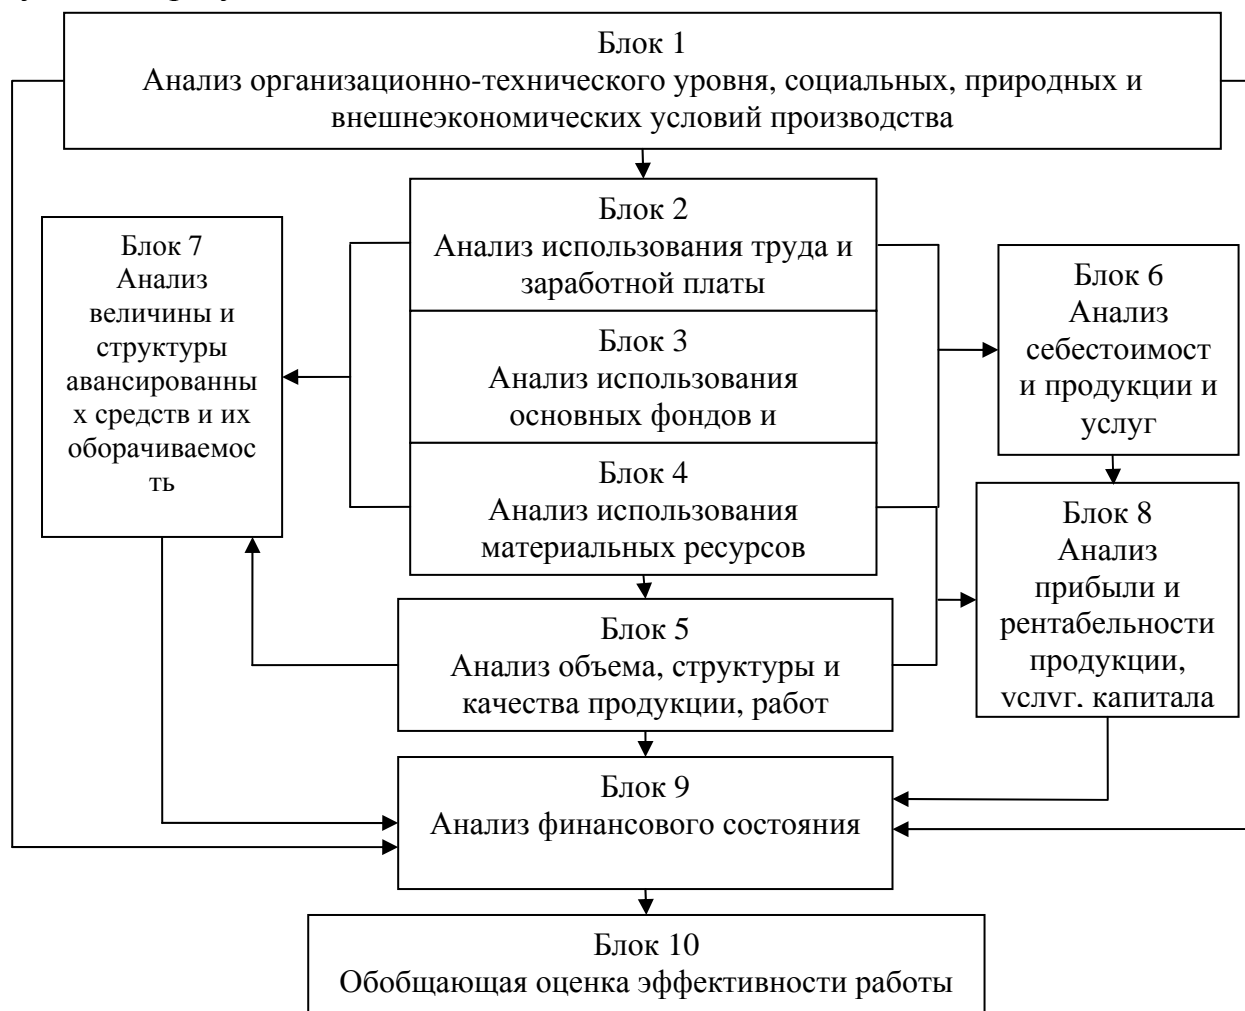 Блок 1
Анализ организационно-технического уровня, социальных, природных и
внешнеэкономических условий производства
Блок 2
Анализ использования труда и
заработной платы
Блок 7
Анализ
величины и
структуры
авансированны
х средств и их
оборачиваемос
ть
Блок 3
Анализ использования
основных фондов и
Блок 6
Анализ
себестоимост
и продукции и
услуг
Блок 4
Анализ использования
материальных ресурсов
Блок 8
Анализ
прибыли и
рентабельности
продукции,
услуг, капитала
Блок 5
Анализ объема, структуры и
качества продукции, работ
Блок 9
Анализ финансового состояния
Блок 10
Обобщающая оценка эффективности работы